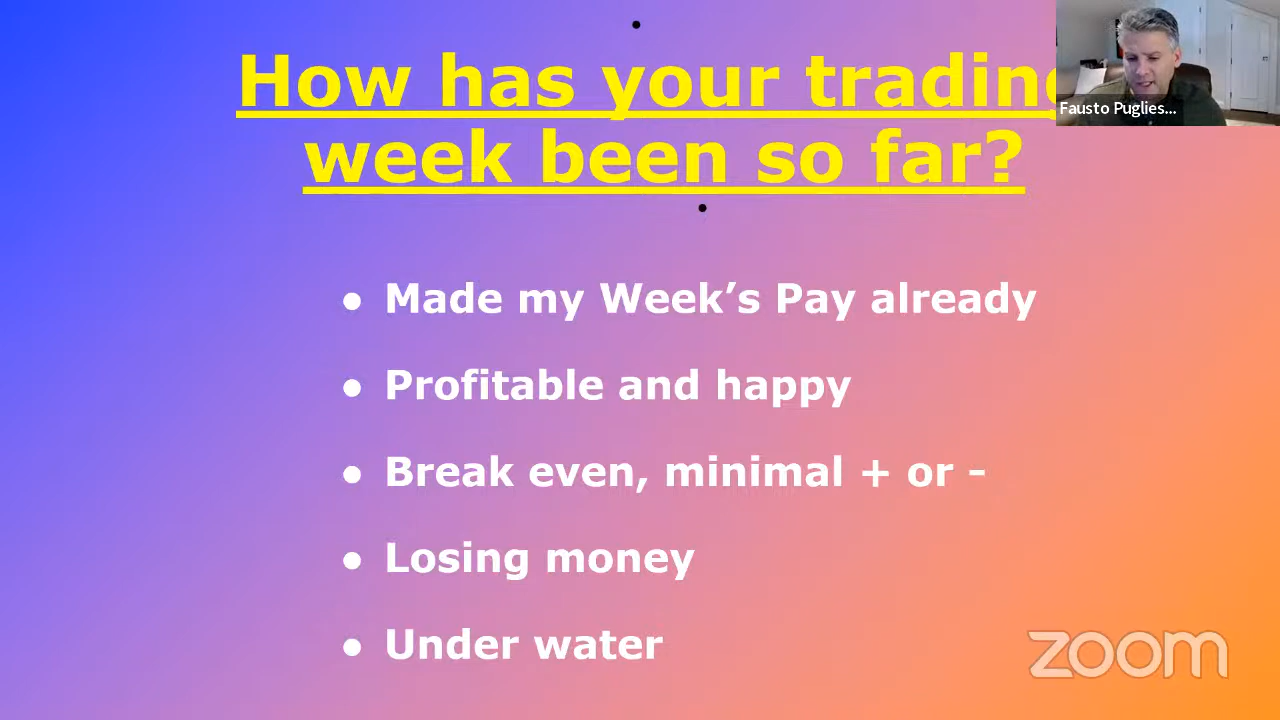 How has your trading
week been so far?
Fausto Puglies...
• Made my Week’s Pay already
• Profitable and happy
• Break even, minimal + or -
• Losing money
• Under water
zoom